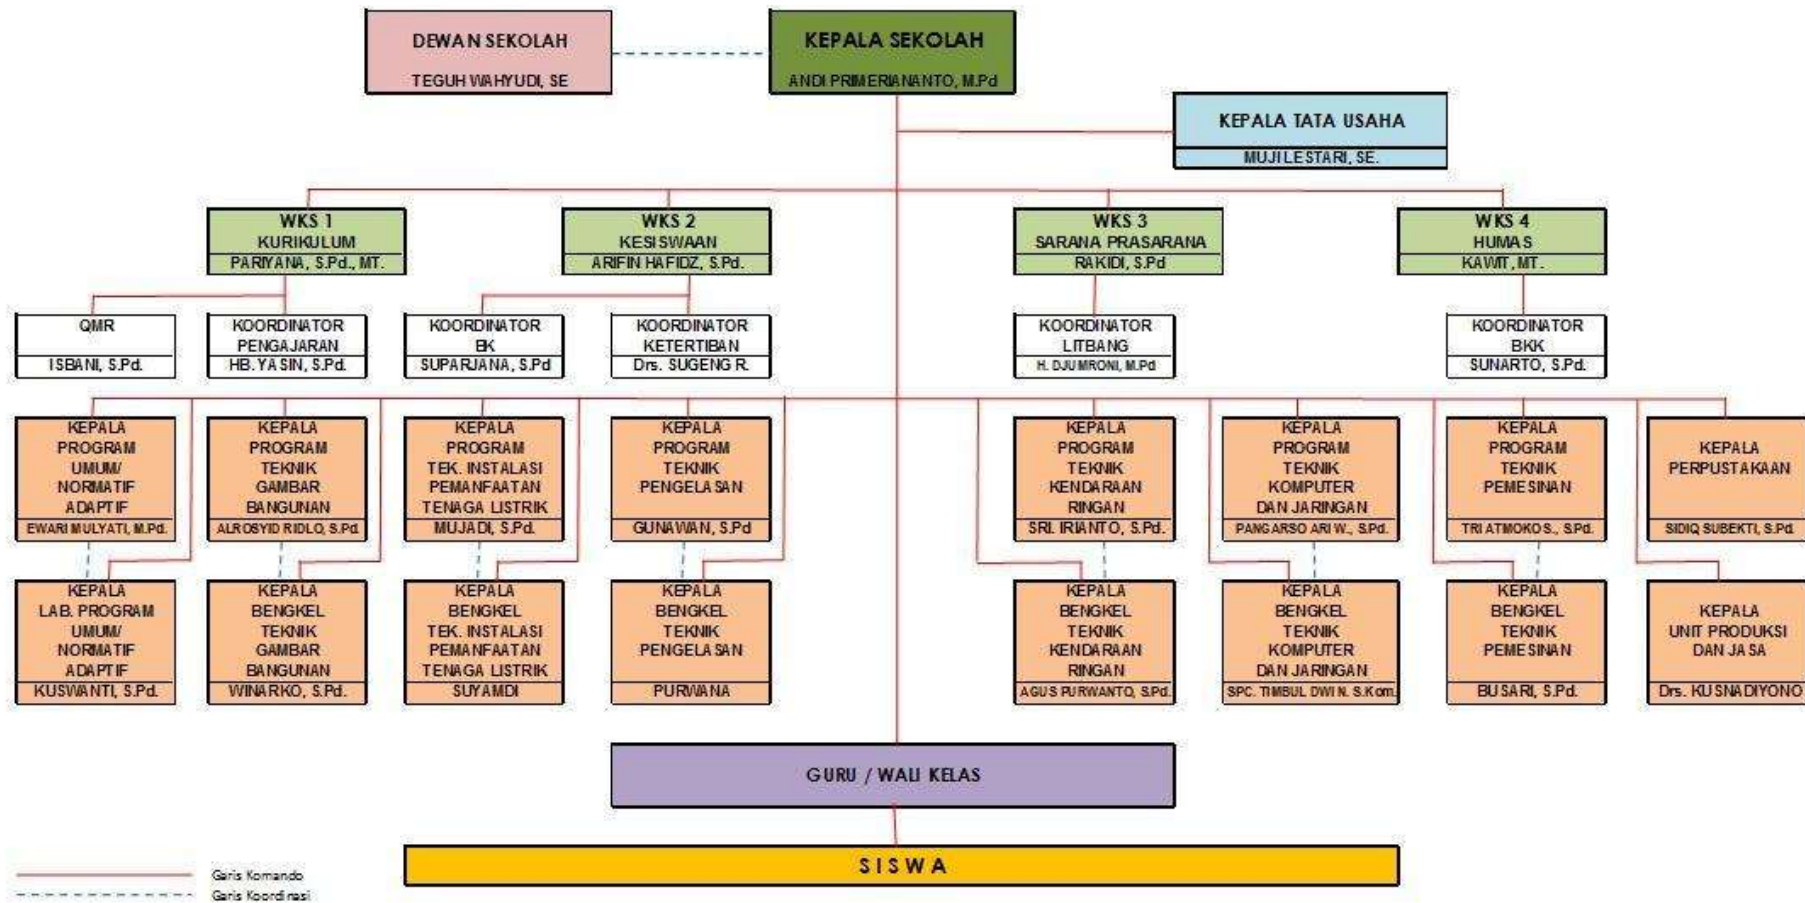 DEWAN SEKOLAH
TEGUH WAHYUDI, SE
KEPALA SEKOLAH
ANDI PRIMERIANANTO, M.Pd
KEPALA TATA USAHA
MUJI LESTARI, SE.
WKS 1
KURIKULUM
PARIYANA, S.Pd., MT.
WKS 2
KESISWAAN
ARIFIN HAFIDZ, S.Pd.
WKS 3
SARANA PRASARANA
RAKIDI, S.Pd
WKS 4
HUMAS
KAWIT, MT.
QMR
ISBANI, S.Pd.
KOORDINATOR
PENGAJARAN
HB. YASIN, S.Pd.
KOORDINATOR
BK
SUPARJANA, S.Pd
KOORDINATOR
KETERTIBAN
Drs. SUGENG R.
KOORDINATOR
LITBANG
H. DJUMRONI, M.Pd
KOORDINATOR
BKK
SUNARTO, S.Pd.
KEPALA
PROGRAM
UMUM/
NORMATIF
ADAPTIF
EWARI MULYATI, M.Pd.
KEPALA
PROGRAM
TEKNIK
GAMBAR
BANGUNAN
ALROSYID RIDLO, S.Pd.
KEPALA
PROGRAM
TEK. INSTALASI
PEMANFAATAN
TENAGA LISTRIK
MUJADI, S.Pd.
KEPALA
PROGRAM
TEKNIK
PENGELASAN
GUNAWAN, S.Pd
KEPALA
PROGRAM
TEKNIK
KENDARAAN
RINGAN
SRI. IRIANTO, S.Pd.
KEPALA
PROGRAM
TEKNIK
KOMPUTER
DAN JARINGAN
PANGARSO ARI W., S.Pd.
KEPALA
PROGRAM
TEKNIK
PEMESINAN
TRI ATMOKO S., S.Pd.
KEPALA
PERPUSTAKAAN
SIDIQ SUBEKTI, S.Pd.
KEPALA
LAB. PROGRAM
UMUM/
NORMATIF
ADAPTIF
KUSWANTI, S.Pd.
KEPALA
BENGKEL
TEKNIK
GAMBAR
BANGUNAN
WINARKO, S.Pd.
KEPALA
BENGKEL
TEK. INSTALASI
PEMANFAATAN
TENAGA LISTRIK
SUYAMDI
KEPALA
BENGKEL
TEKNIK
PENGELASAN
PURWANA
KEPALA
BENGKEL
TEKNIK
KENDARAAN
RINGAN
AGUS PURWANTO, S.Pd.
KEPALA
BENGKEL
TEKNIK
KOMPUTER
DAN JARINGAN
SPC. TIMBUL DWI N. S.Kom.
KEPALA
BENGKEL
TEKNIK
PEMESINAN
BUSARI, S.Pd.
KEPALA
UNIT PRODUKSI
DAN JASA
Drs. KUSNADIYONO
GURU / WALI KELAS
SISWA
Garis Komando
Garis Koordinasi